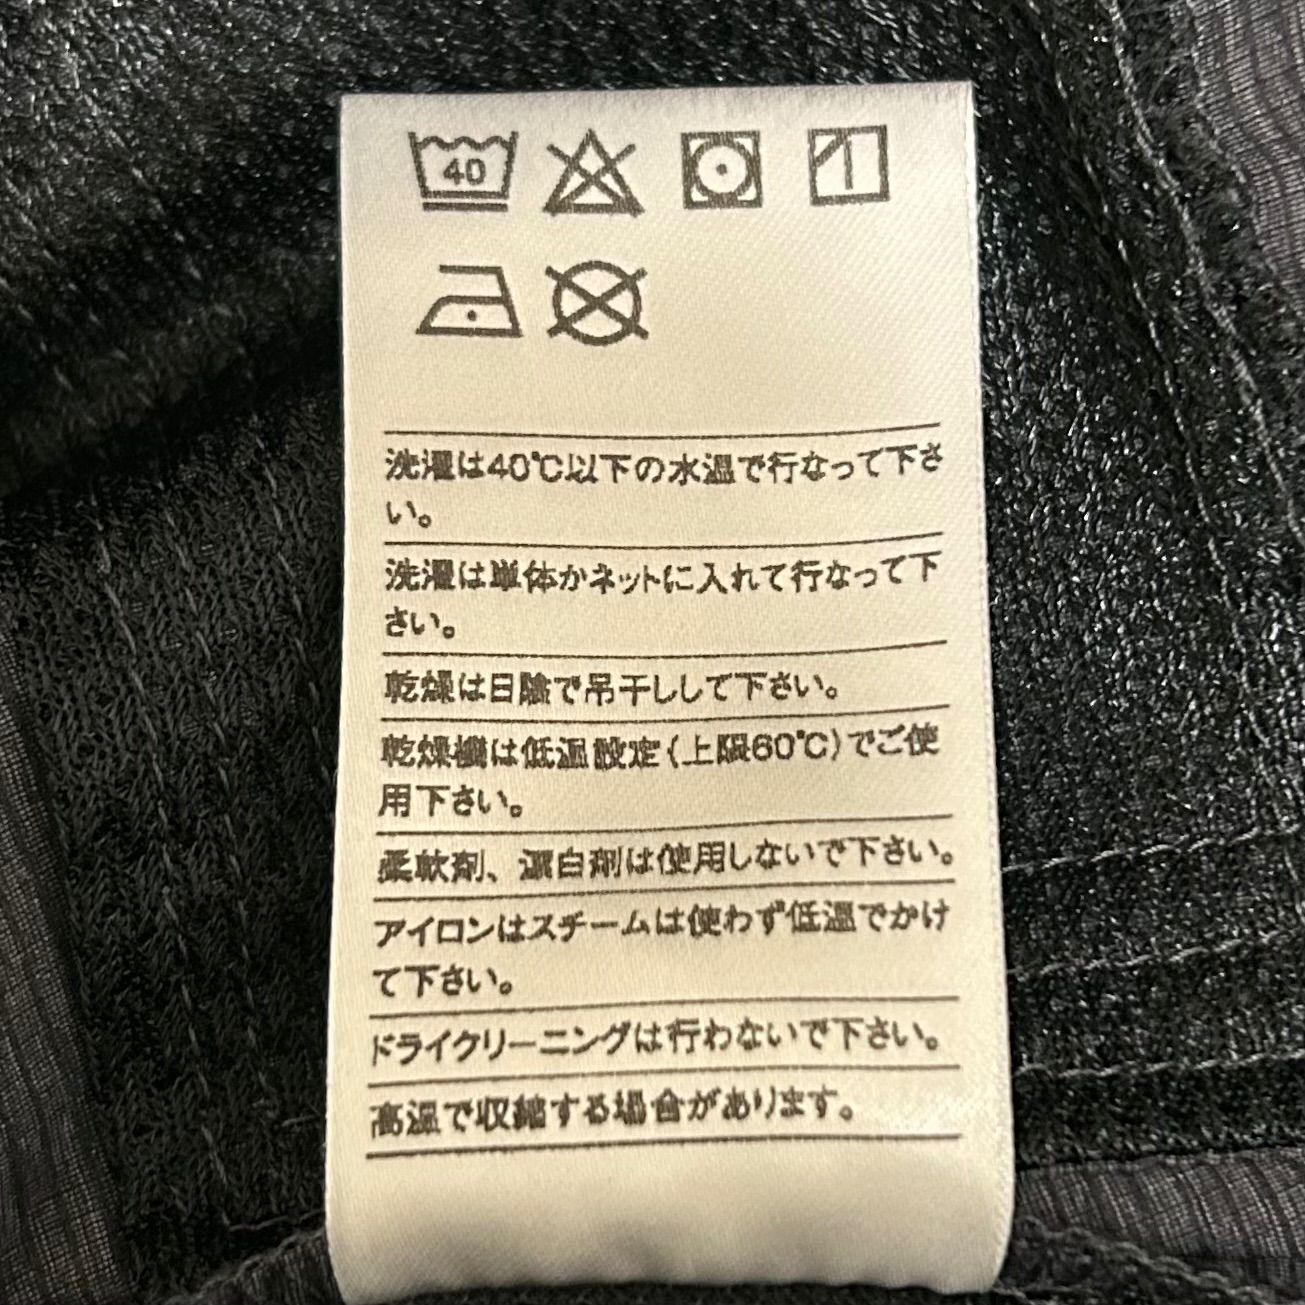 40
洗濯は40℃以下の水温で行なって下さ
い。
洗濯は単体かネットに入れて行なって下
さい。
乾燥は日陰で吊干しして下さい。
乾燥機は低温設定(上限60℃)でご使
用下さい。
柔軟剤、漂白剤は使用しないで下さい。
アイロンはスチームは使わず低温でかけ
て下さい。
ドライクリーニングは行わないで下さい。
高温で収縮する場合があります。